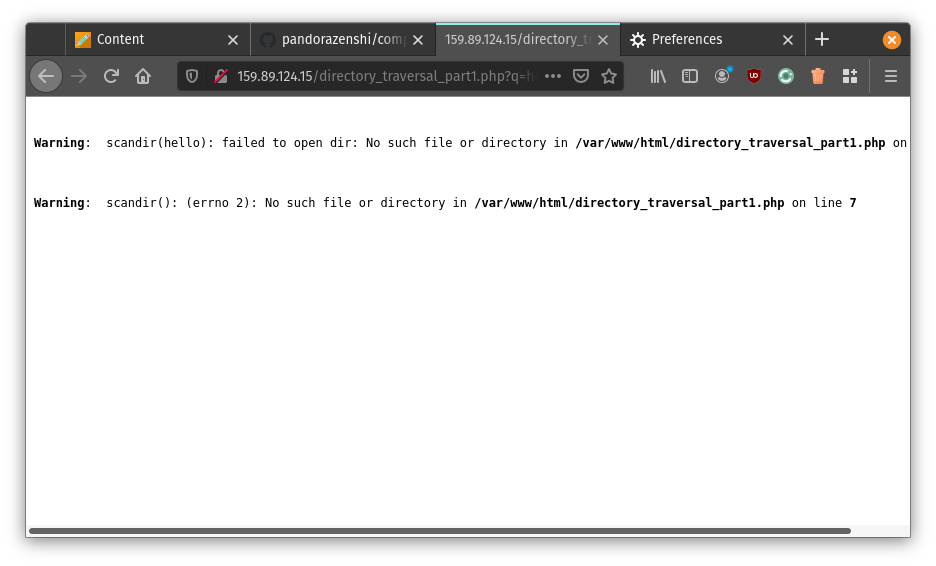 Content
pandorazenshi/com
159.89.124.15/directory_t
Preferences
159.89.124.15/directory_traversal_part1.php?q=h
Warning:  scandir(hello): failed to open dir: No such file or directory in /var/www/html/directory_traversal_part1.php on
Warning:  scandir(): (errno 2): No such file or directory in /var/www/html/directory_traversal_part1.php on line 7